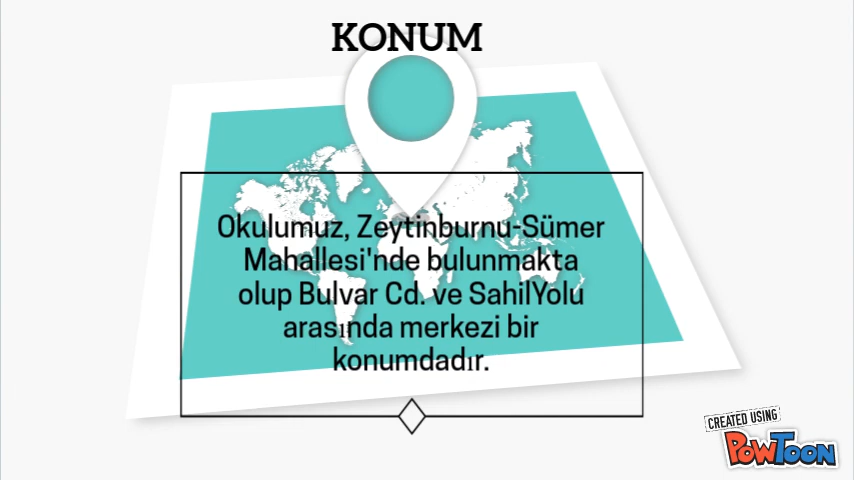 KONUM
Okulumuz, Zeytinburnu-Sümer
Mahallesi'nde bulunmakta
olup Bulvar Cd. ve SahilYolu
arasında merkezi bir
konumdadır.
CREATED USING
POWTOON